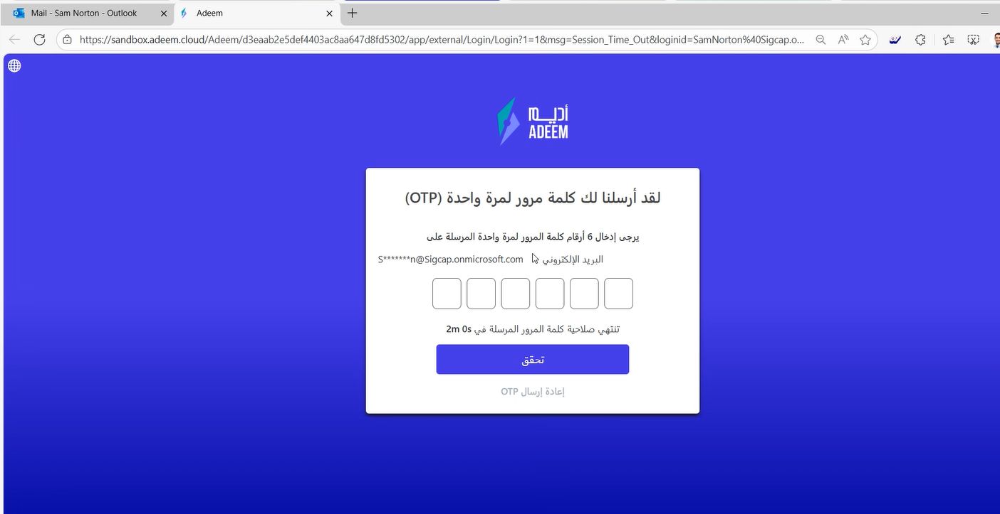 Mail - Sam Norton - Outlook
Adeem
https://sandbox.adeem.cloud/Adeem/d3eaab2e5def4403ac8aa647d8fd5302/app/external/Login/Login?1=1&msg=Session_Time_Out&loginid=SamNorton%40Sigcap.o...
أديم
ADEEM
لقد أرسلنا لك كلمة مرور لمرة واحدة (OTP)
يرجى إدخال 6 أرقام كلمة المرور لمرة واحدة المرسلة على
البريد الإلكتروني S*******n@Sigcap.onmicrosoft.com
تنتهي صلاحية كلمة المرور المرسلة في 2m 0s
تحقق
إعادة إرسال OTP